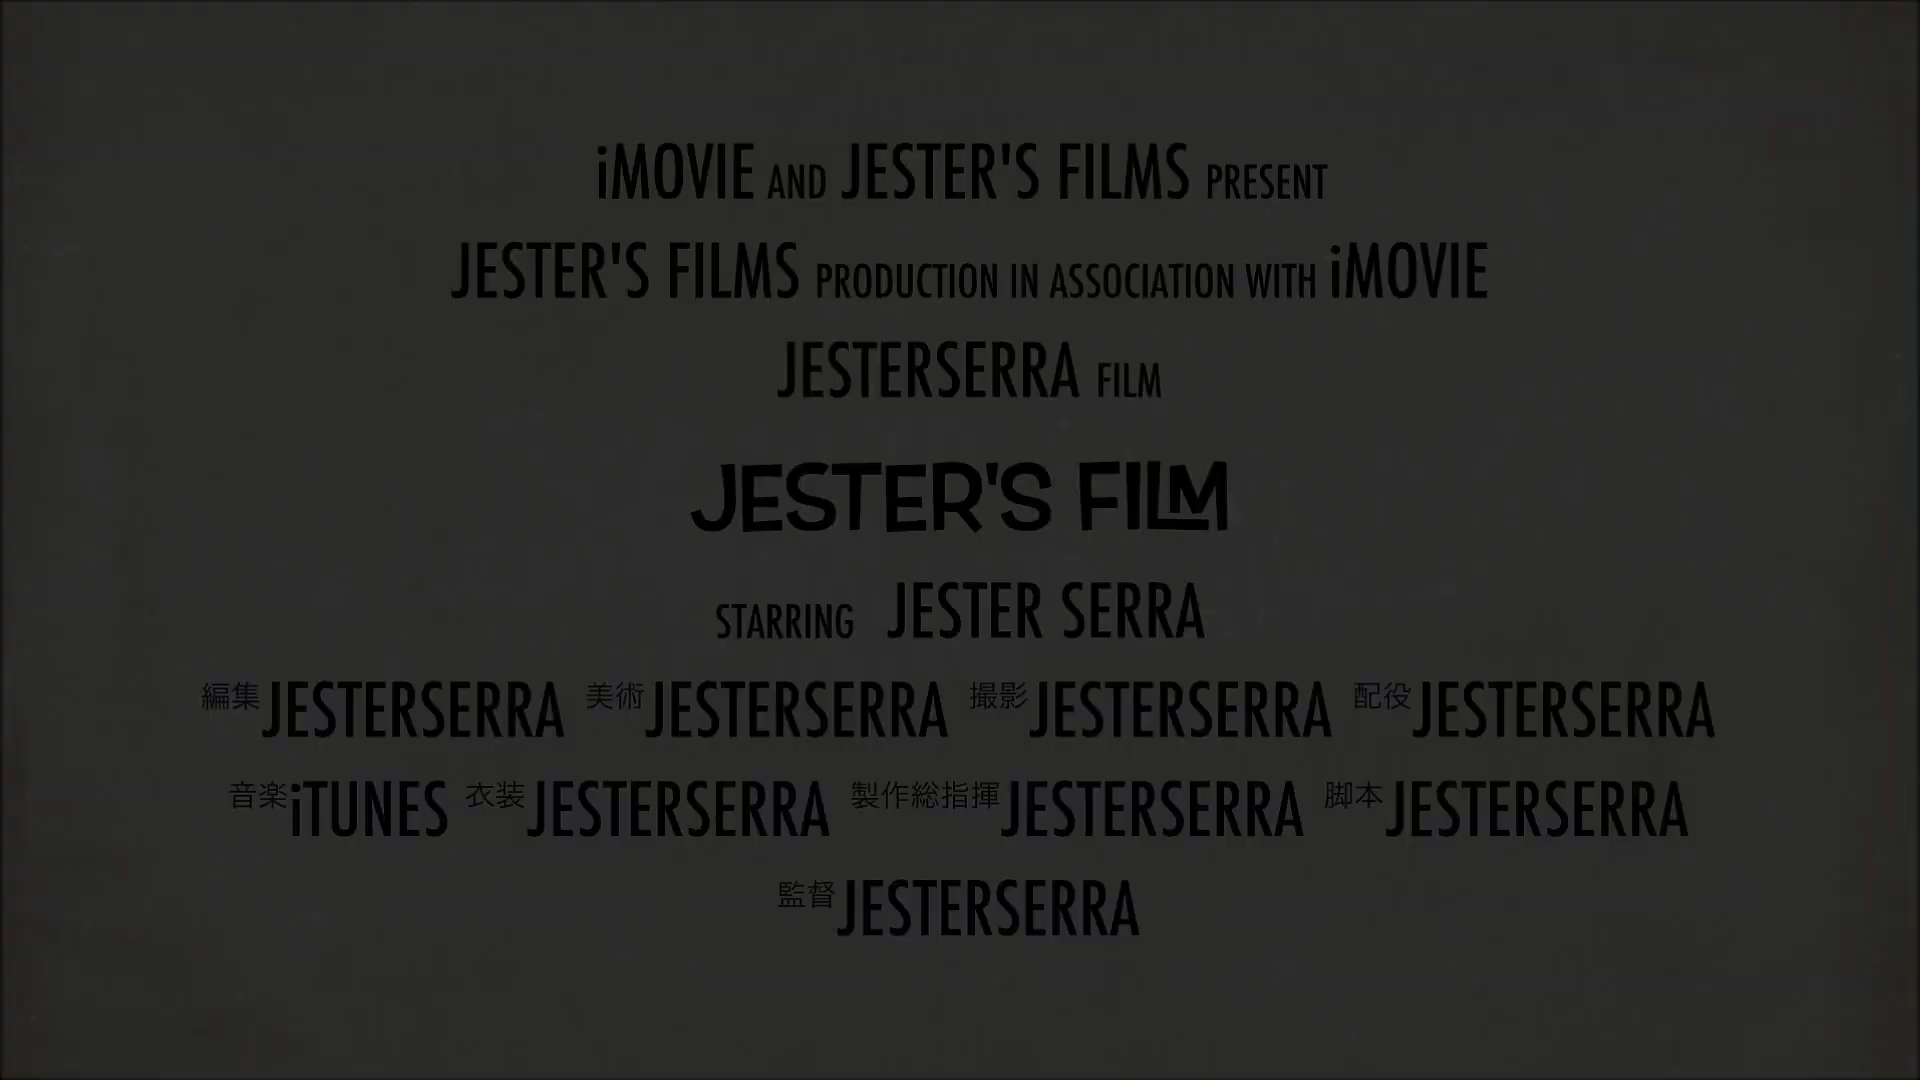 iMOVIE AND JESTER'S FILMS PRESENT
JESTER'S FILMS PRODUCTION IN ASSOCIATION WITH iMOVIE
JESTERSERRA FILM
JESTER'S FILM
STARRING JESTER SERRA
編集JESTERSERRA 美術JESTERSERRA 撮影JESTERSERRA 配役JESTERSERRA
音楽iTUNES 衣装JESTERSERRA 製作総指揮JESTERSERRA 脚本JESTERSERRA
監督JESTERSERRA